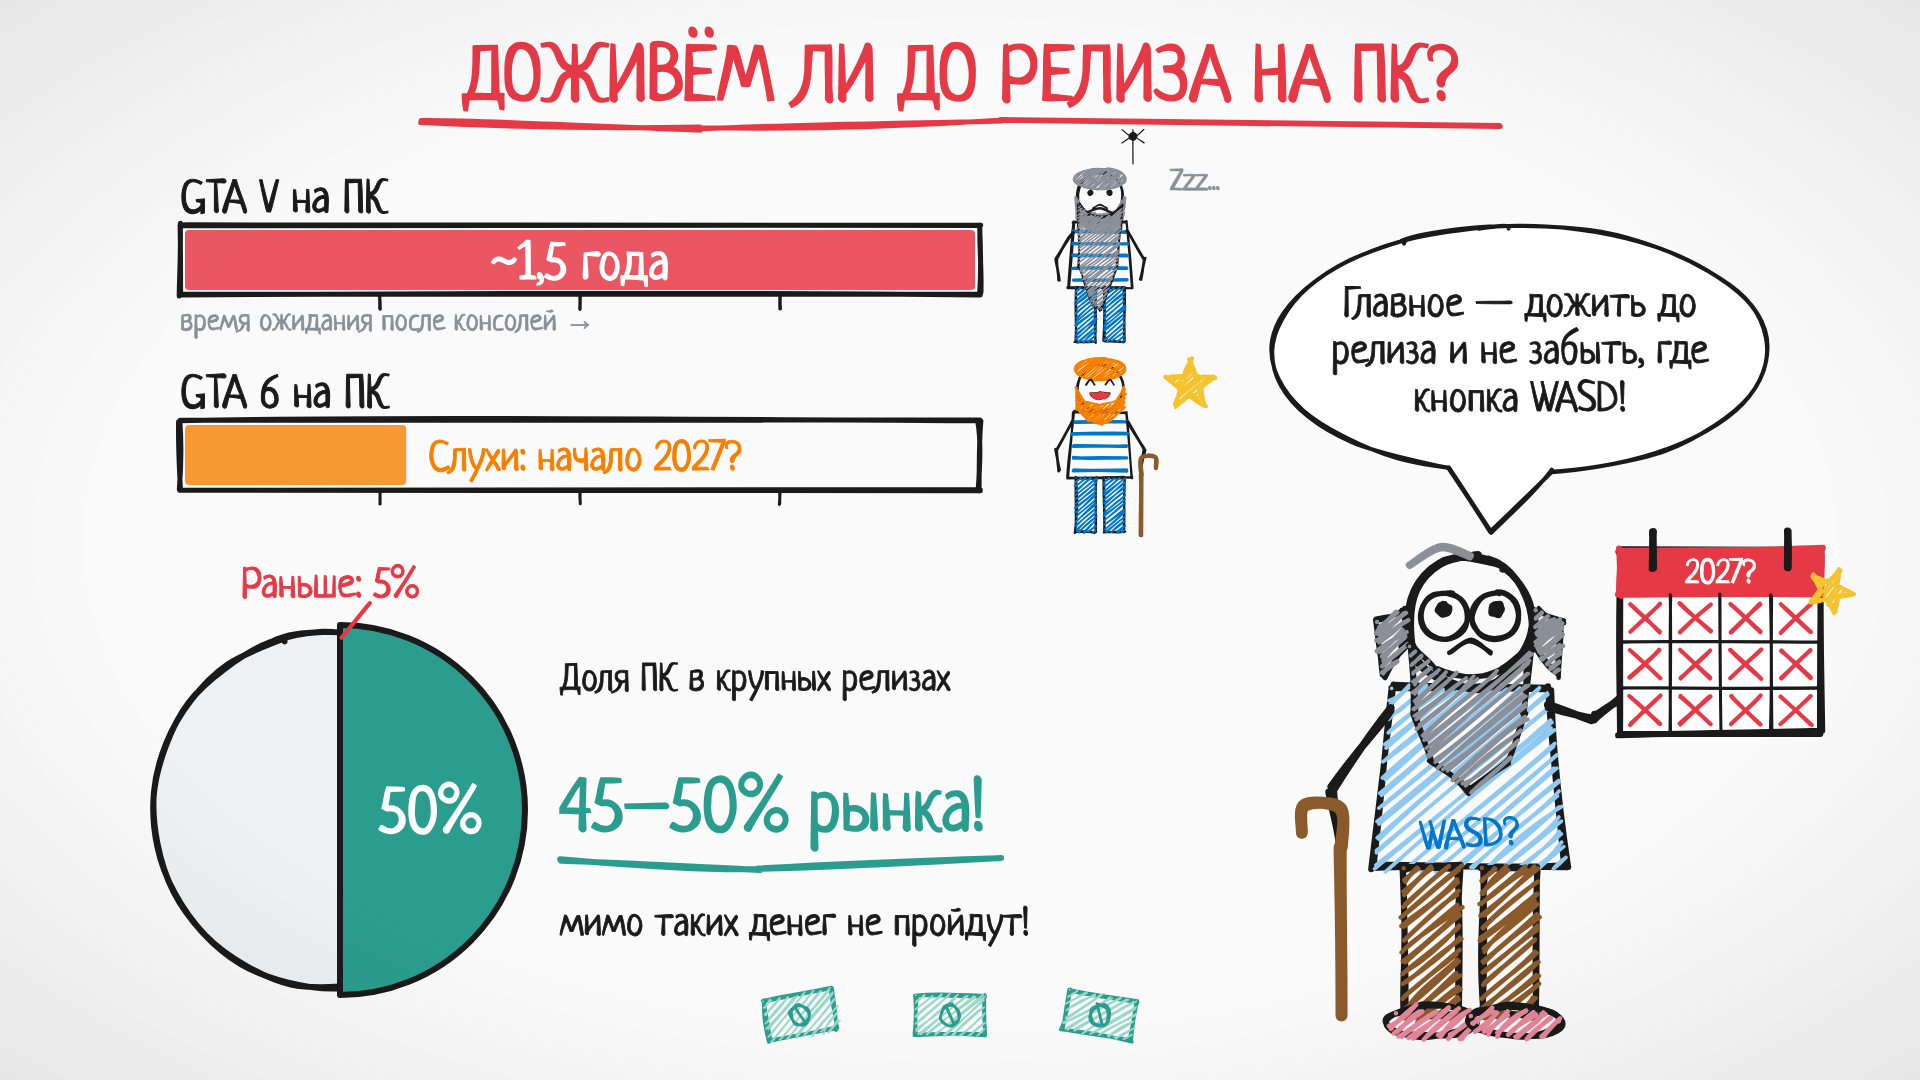 ДОЖИВЁМ ЛИ ДО РЕЛИЗА НА ПК?
GTA V на ПК
~1,5 года
время ожидания после консолей →
Zzz...
GTA 6 на ПК
Слухи: начало 2027?
Главное — дожить до
релиза и не забыть, где
кнопка WASD!
2027?
WASD?
Раньше: 5%
50%
Доля ПК в крупных релизах
45–50% рынка!
мимо таких денег не пройдут!